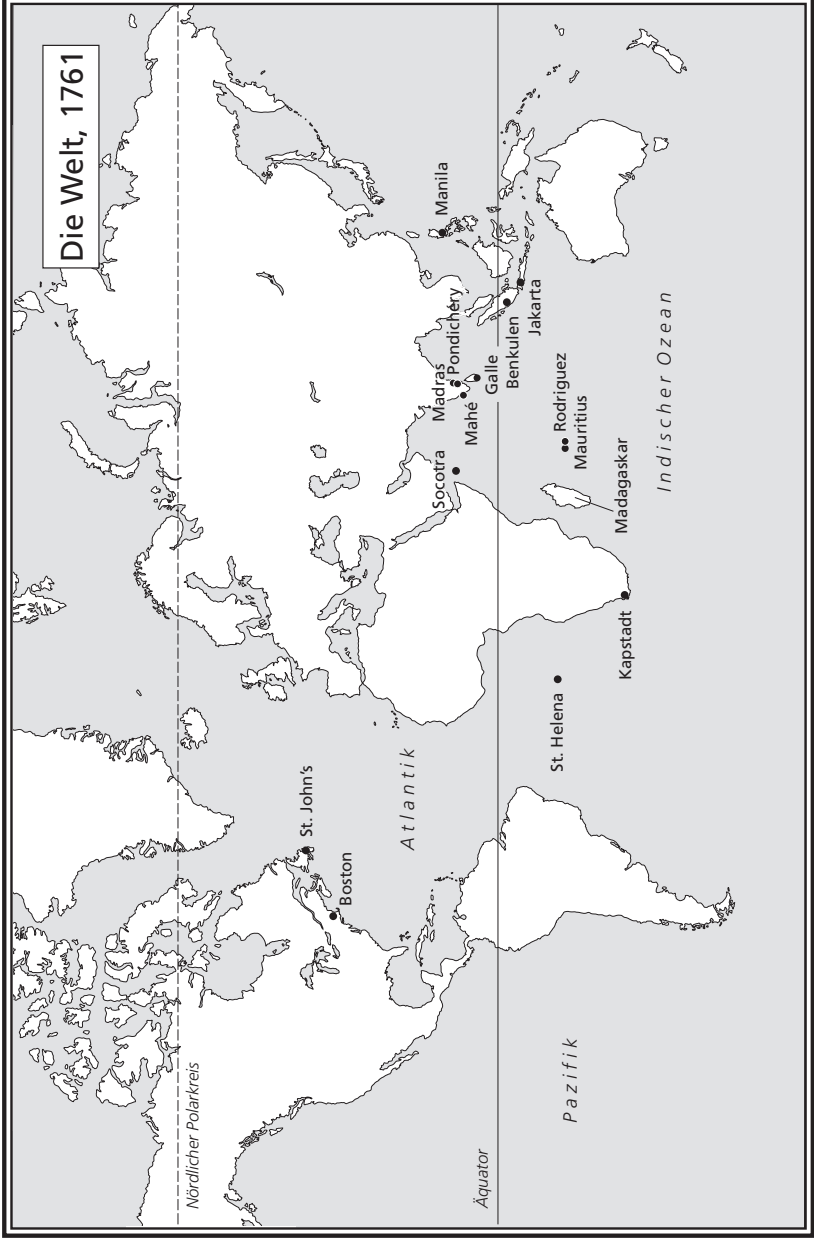 Die Welt, 1761
Nördlicher Polarkreis
St. John's
Boston
Atlantik
Manila
Madras
Pondichéry
Mahé
Socotra
Galle
Äquator
Benkulen
Jakarta
Rodriguez
Mauritius
Madagaskar
St. Helena
Kapstadt
Pazifik
Indischer Ozean